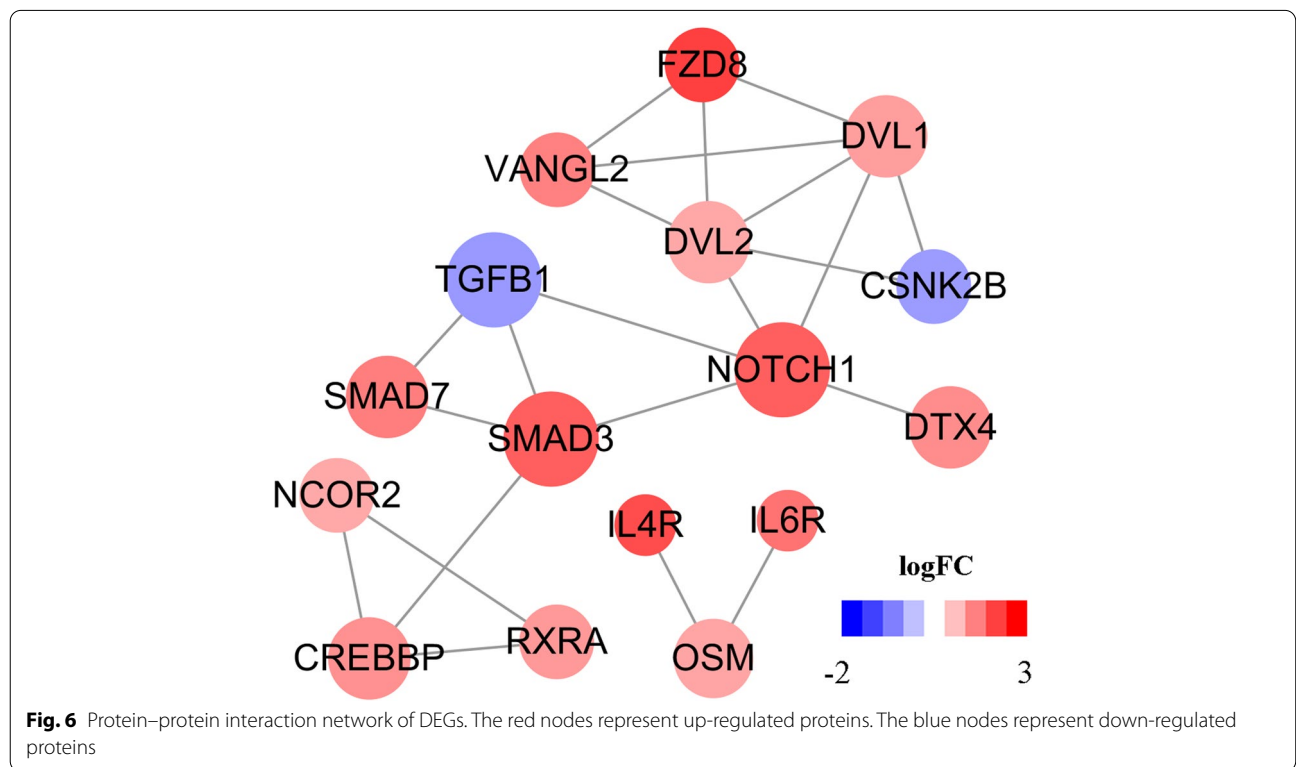 FZD8
DVL1
VANGL2
DVL2
TGFB1
CSNK2B
NOTCH1
SMAD7
DTX4
SMAD3
NCOR2
IL4R
IL6R
logFC
CREBBP
RXRA
OSM
-2
3
Fig. 6 Protein–protein interaction network of DEGs. The red nodes represent up-regulated proteins. The blue nodes represent down-regulated
proteins